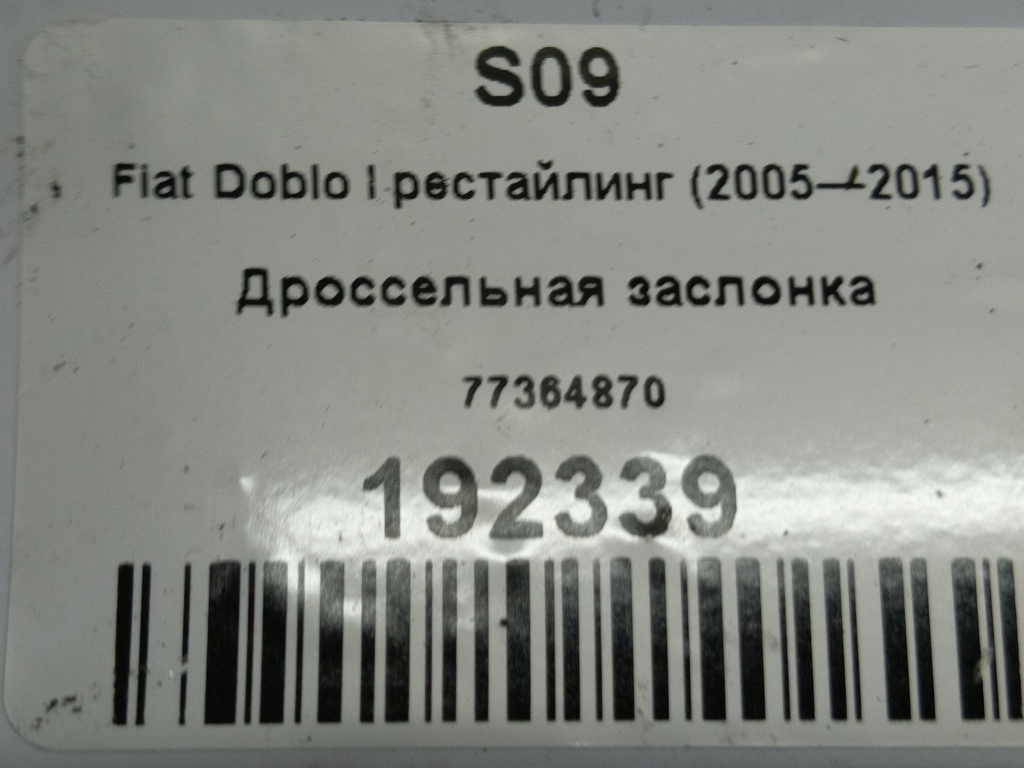 S09
Fiat Doblo I рестайлинг (2005—2015)
Дроссельная заслонка
77364870
192339